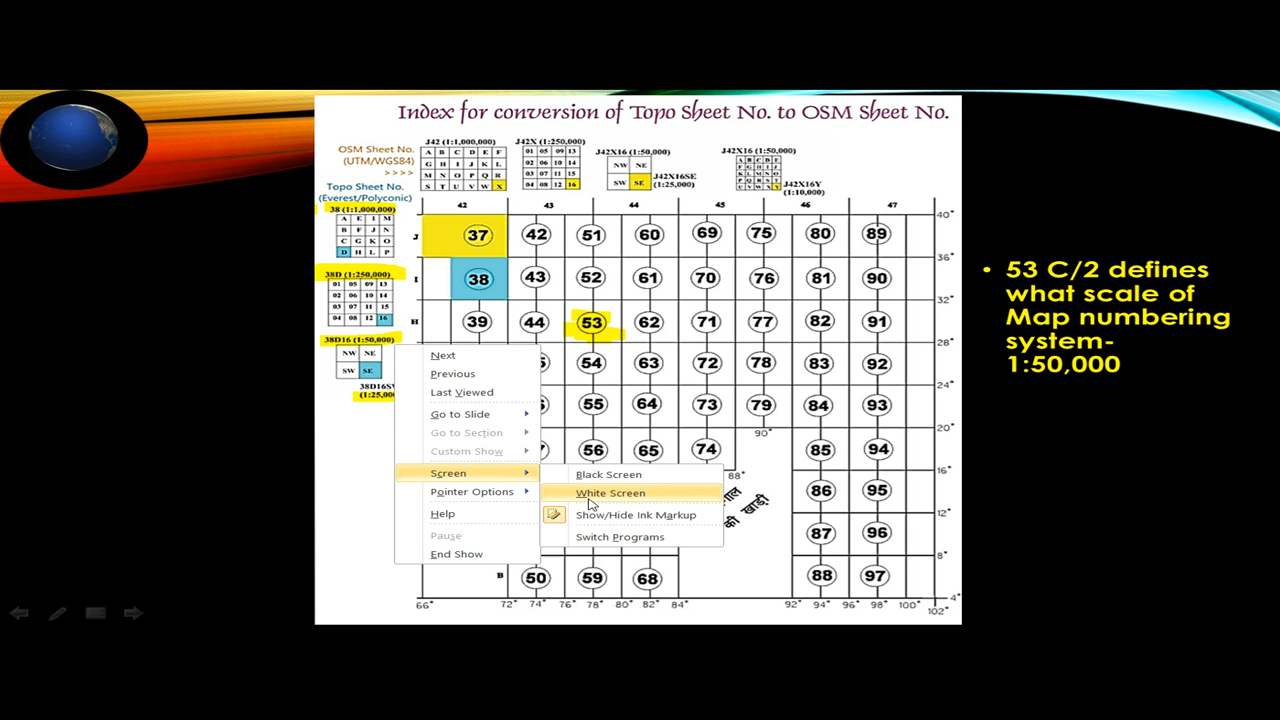 Index for conversion of Topo Sheet No. to OSM Sheet No.
OSM Sheet No.
(UTM/WGS84)
>>>>
J42 (1:1,000,000)
A B C D E F
G H I J K L
M N O P Q R
S T U V W X
J42X (1:250,000)
01 05 09 13
02 06 10 14
03 07 11 15
04 08 12 16
J42X16 (1:50,000)
NW NE
SW SE
J42X16SE
(1:25,000)
J42X16 (1:50,000)
A B C D E
F G H I J
K L M N O
P Q R S T
U V W X Y
J42X16Y
(1:10,000)
Topo Sheet No.
(Everest/Polyconic)
38 (1:1,000,000)
A E I M
B F J N
C G K O
D H L P
38D (1:250,000)
01 05 09 13
02 06 10 14
03 07 11 15
04 08 12 16
38D16 (1:50,000)
NW NE
SW SE
38D16SW
(1:25,00
42 43 44 45 46 47
40°
J 37 42 51 60 69 75 80 89
36°
I 38 43 52 61 70 76 81 90
32°
H 39 44 53 62 71 77 82 91
28°
54 63 72 78 83 92
24°
55 64 73 79 84 93
90° 20°
56 65 74 85 94
88° 16°
86 95
की खाड़ी
12°
87 96
8°
B 50 59 68 88 97
4°
66° 72° 74° 76° 78° 80° 82° 84° 92° 94° 96° 98° 100° 102°
Next
Previous
Last Viewed
Go to Slide
Go to Section
Custom Show
Screen
Pointer Options
Help
Pause
End Show
Black Screen
White Screen
Show/Hide Ink Markup
Switch Programs
• 53 C/2 defines
what scale of
Map numbering
system-
1:50,000